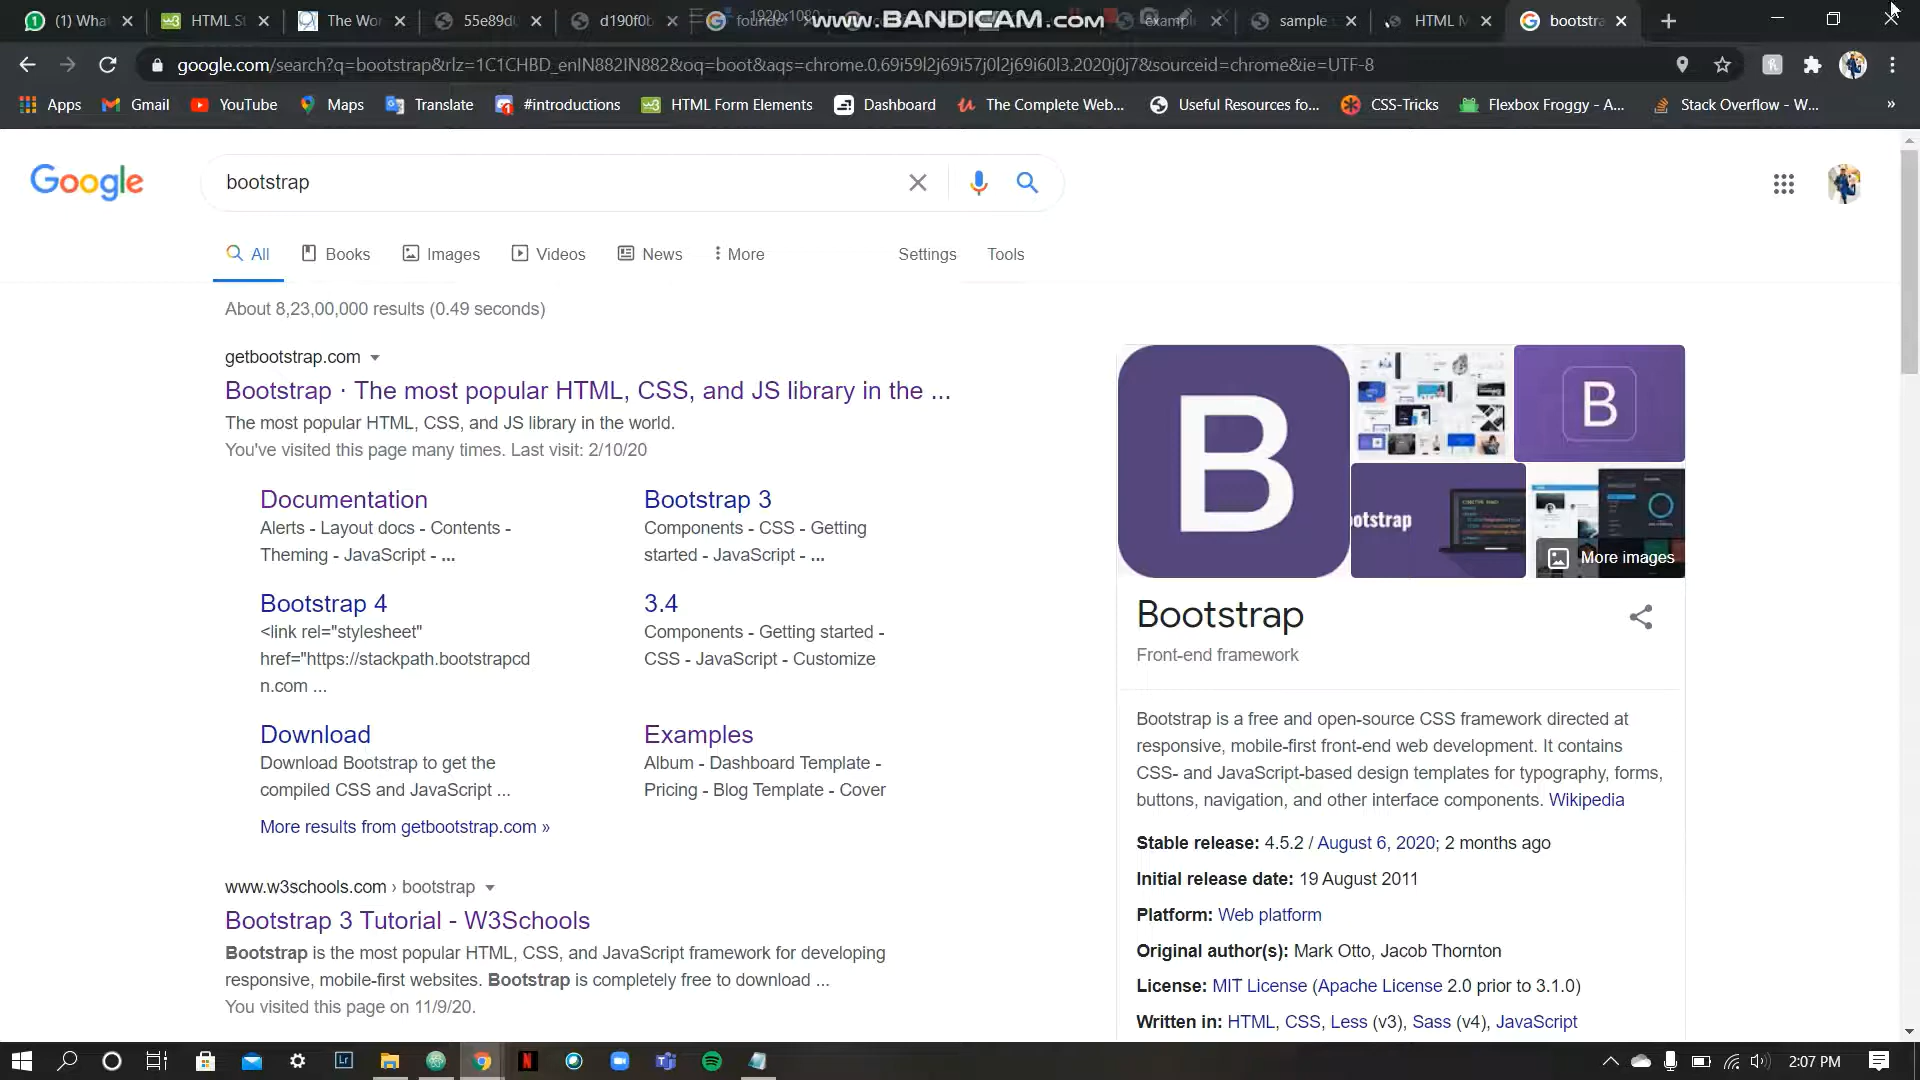 (1) What
HTML St
The Wor
55e89d
d190f0b
founder
1920x1080
www.BANDICAM.com
example
sample
HTML M
bootstra
google.com/search?q=bootstrap&rlz=1C1CHBD_enIN882IN882&oq=boot&aqs=chrome.0.69i59l2j69i57j0l2j69i60l3.2020j0j7&sourceid=chrome&ie=UTF-8
Apps
Gmail
YouTube
Maps
Translate
#introductions
HTML Form Elements
Dashboard
The Complete Web...
Useful Resources fo...
CSS-Tricks
Flexbox Froggy - A...
Stack Overflow - W...
»
Google
bootstrap
All
Books
Images
Videos
News
More
Settings
Tools
About 8,23,00,000 results (0.49 seconds)
getbootstrap.com
Bootstrap · The most popular HTML, CSS, and JS library in the ...
The most popular HTML, CSS, and JS library in the world.
You've visited this page many times. Last visit: 2/10/20
Documentation
Alerts - Layout docs - Contents -
Theming - JavaScript - ...
Bootstrap 3
Components - CSS - Getting
started - JavaScript - ...
Bootstrap 4
<link rel="stylesheet"
href="https://stackpath.bootstrapcd
n.com ...
3.4
Components - Getting started -
CSS - JavaScript - Customize
Download
Download Bootstrap to get the
compiled CSS and JavaScript ...
Examples
Album - Dashboard Template -
Pricing - Blog Template - Cover
More results from getbootstrap.com »
www.w3schools.com › bootstrap
Bootstrap 3 Tutorial - W3Schools
Bootstrap is the most popular HTML, CSS, and JavaScript framework for developing
responsive, mobile-first websites. Bootstrap is completely free to download ...
You visited this page on 11/9/20.
B
B
otstrap
More images
Bootstrap
Front-end framework
Bootstrap is a free and open-source CSS framework directed at
responsive, mobile-first front-end web development. It contains
CSS- and JavaScript-based design templates for typography, forms,
buttons, navigation, and other interface components. Wikipedia
Stable release: 4.5.2 / August 6, 2020; 2 months ago
Initial release date: 19 August 2011
Platform: Web platform
Original author(s): Mark Otto, Jacob Thornton
License: MIT License (Apache License 2.0 prior to 3.1.0)
Written in: HTML, CSS, Less (v3), Sass (v4), JavaScript
Lr
2:07 PM